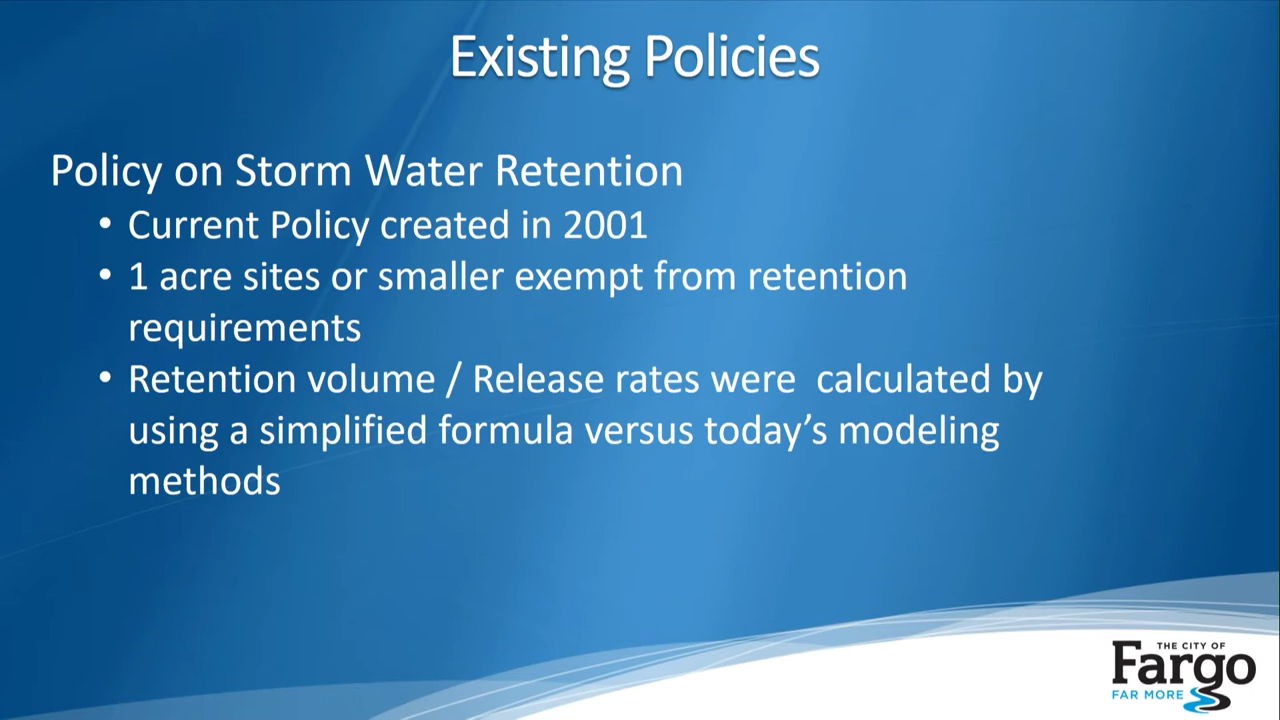 Existing Policies
Policy on Storm Water Retention
• Current Policy created in 2001
• 1 acre sites or smaller exempt from retention
requirements
• Retention volume / Release rates were  calculated by
using a simplified formula versus today’s modeling
methods
THE CITY OF
Fargo
FAR MORE